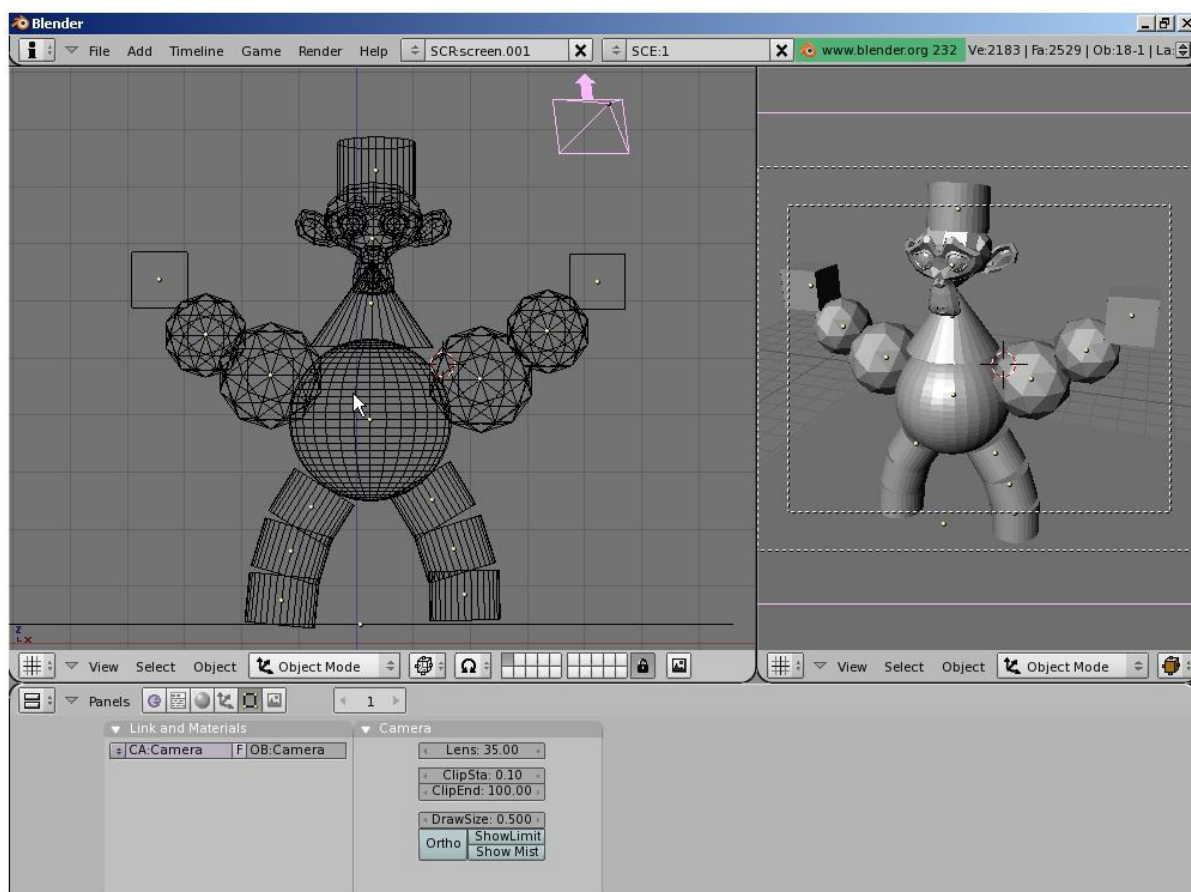 Blender
File Add Timeline Game Render Help SCR:screen.001 SCE:1 www.blender.org 232 Ve:2183 | Fa:2529 | Ob:18-1 | La:
Z
X
View Select Object Object Mode
View Select Object Object Mode
Panels 1
Link and Materials
Camera
CA:Camera F OB:Camera
Lens: 35.00
ClipSta: 0.10
ClipEnd: 100.00
DrawSize: 0.500
Ortho ShowLimit
Show Mist